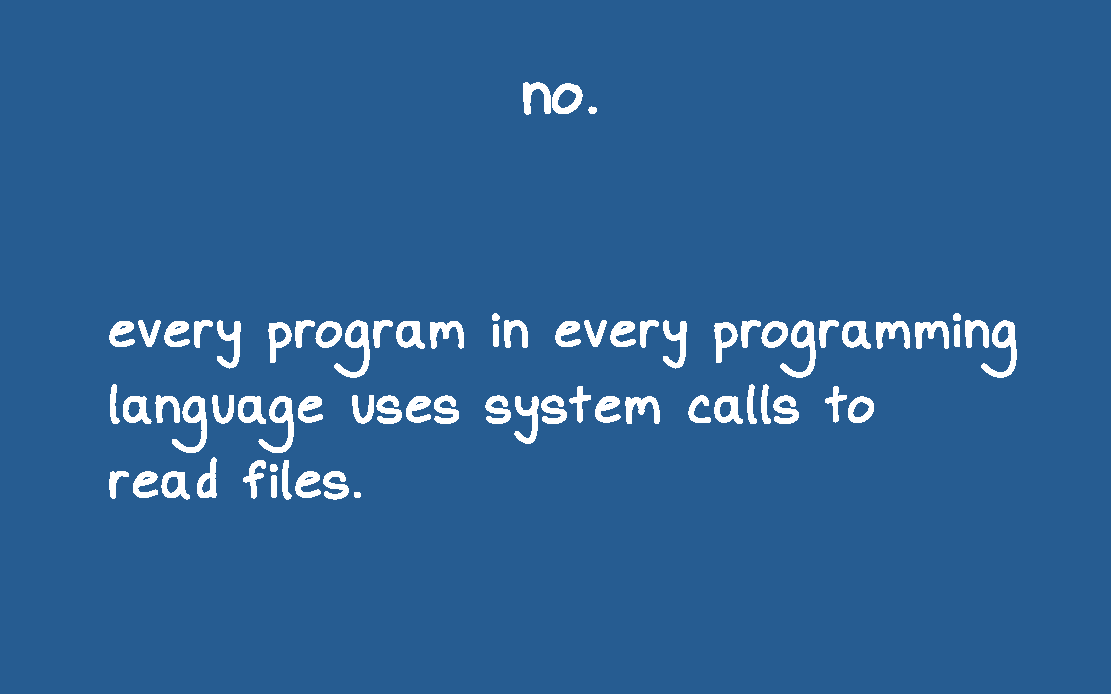 no.
every program in every programming
language uses system calls to
read files.